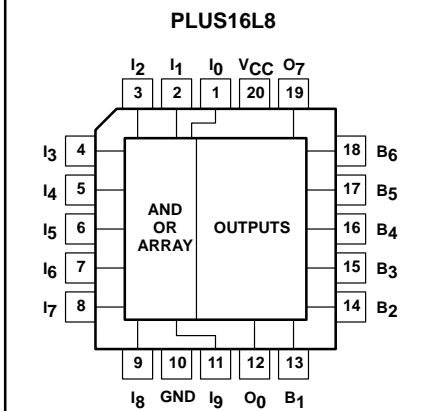 PLUS16L8
I2 I1 I0 VCC O7
3 2 1 20 19
I3 4 18 B6
I4 5 17 B5
I5 6 16 B4
I6 7 15 B3
I7 8 14 B2
AND
OR
ARRAY
OUTPUTS
9 10 11 12 13
I8 GND I9 O0 B1